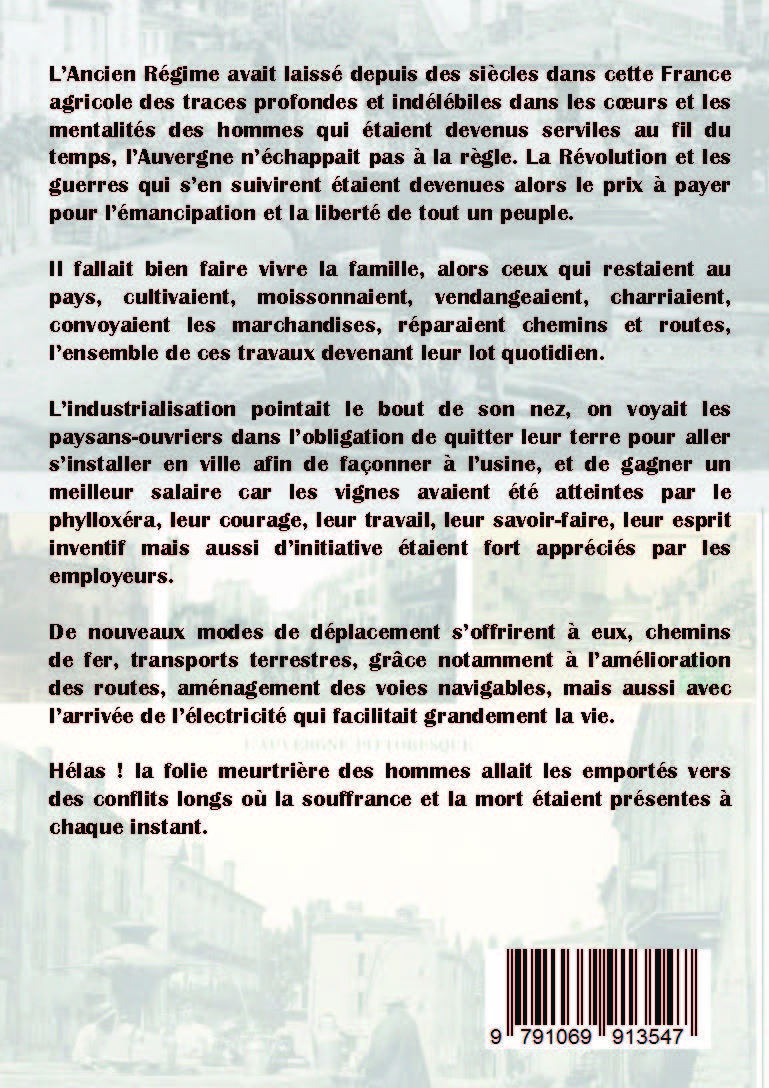 L'Ancien Régime avait laissé depuis des siècles dans cette France
agricole des traces profondes et indélébiles dans les cœurs et les
mentalités des hommes qui étaient devenus serviles au fil du
temps, l'Auvergne n'échappait pas à la règle. La Révolution et les
guerres qui s'en suivirent étaient devenues alors le prix à payer
pour l'émancipation et la liberté de tout un peuple.
Il fallait bien faire vivre la famille, alors ceux qui restaient au
pays, cultivaient, moissonnaient, vendangeaient, charriaient,
convoyaient les marchandises, réparaient chemins et routes,
l'ensemble de ces travaux devenant leur lot quotidien.
L'industrialisation pointait le bout de son nez, on voyait les
paysans-ouvriers dans l'obligation de quitter leur terre pour aller
s'installer en ville afin de façonner à l'usine, et de gagner un
meilleur salaire car les vignes avaient été atteintes par le
phylloxéra, leur courage, leur travail, leur savoir-faire, leur esprit
inventif mais aussi d'initiative étaient fort appréciés par les
employeurs.
De nouveaux modes de déplacement s'offrirent à eux, chemins
de fer, transports terrestres, grâce notamment à l'amélioration
des routes, aménagement des voies navigables, mais aussi avec
l'arrivée de l'électricité qui facilitait grandement la vie.
L'AUVERGNE PITTORESQUE
Hélas ! la folie meurtrière des hommes allait les emportés vers
des conflits longs où la souffrance et la mort étaient présentes à
chaque instant.
9 791069 913547